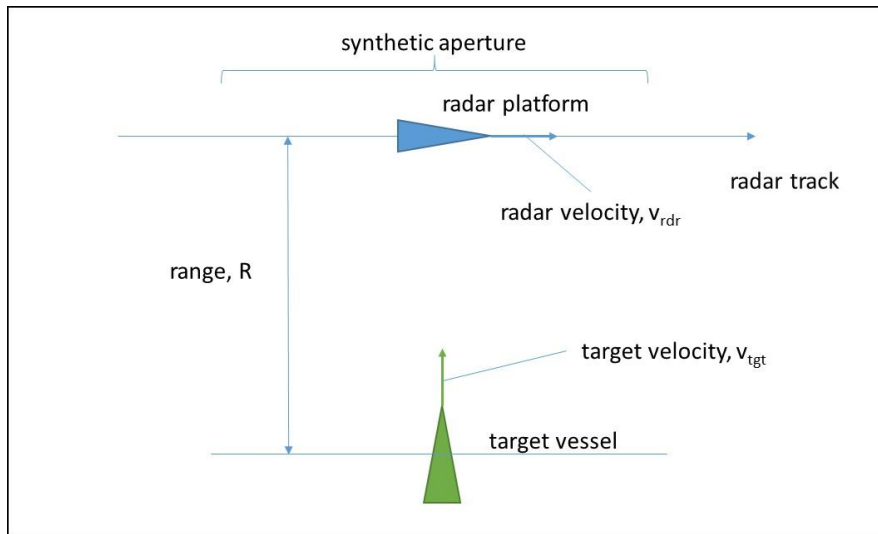 synthetic aperture
radar platform
radar track
radar velocity, vrdr
range, R
target velocity, vtgt
target vessel